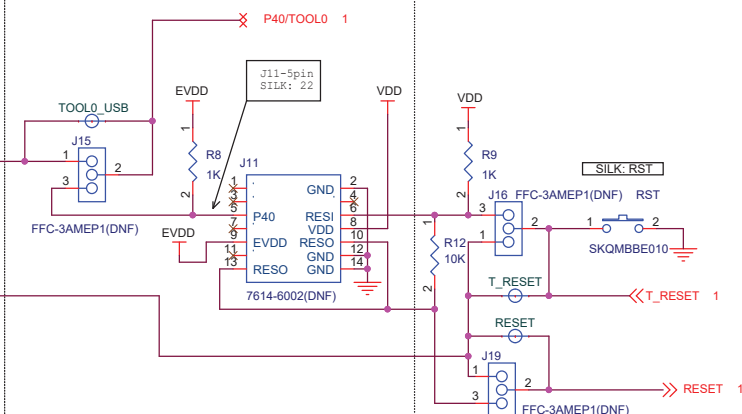 P40/TOOL0 1
J11-5pin
SILK: 22
EVDD
VDD
VDD
TOOL0_USB
J15
1
2
3
FFC-3AMEP1(DNF)
1
R8
1K
2
J11
1
3
5
7
9
11
13
P40
EVDD
RESO
GND
RESI
VDD
RESO
GND
GND
2
4
6
8
10
12
14
7614-6002(DNF)
EVDD
1
R9
1K
2
1
R12
10K
2
SILK: RST
J16 FFC-3AMEP1(DNF) RST
3
2
1
1 2
SKQMBBE010
T_RESET
T_RESET 1
RESET
J19
1
2
3
RESET 1
FFC-3AMEP1(DNF)